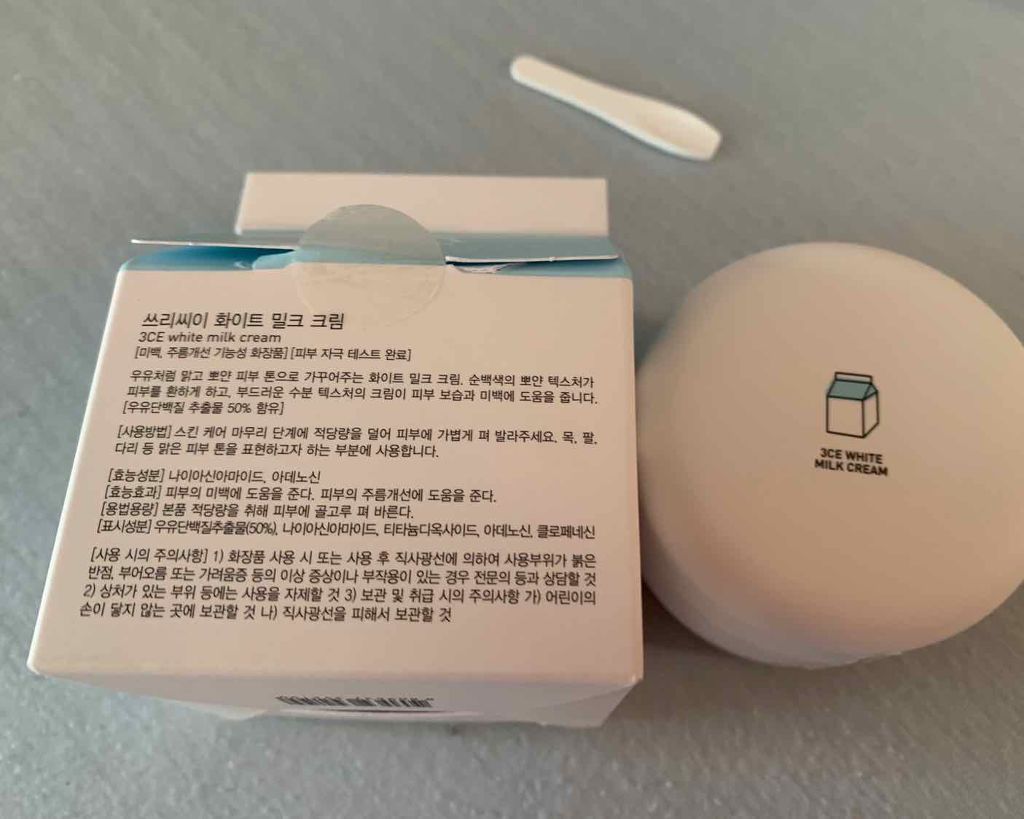 쓰리씨이 화이트 밀크 크림
3CE white milk cream
[미백, 주름개선 기능성 화장품] [피부 자극 테스트 완료]
우유처럼 맑고 뽀얀 피부 톤으로 가꾸어주는 화이트 밀크 크림. 순백색의 뽀얀 텍스처가
피부를 환하게 하고, 부드러운 수분 텍스처의 크림이 피부 보습과 미백에 도움을 줍니다.
[우유단백질 추출물 50% 함유]
[사용방법] 스킨 케어 마무리 단계에 적당량을 덜어 피부에 가볍게 펴 발라주세요. 목, 팔,
다리 등 맑은 피부 톤을 표현하고자 하는 부분에 사용합니다.
[효능성분] 나이아신아마이드, 아데노신
[효능효과] 피부의 미백에 도움을 준다. 피부의 주름개선에 도움을 준다.
[용법용량] 본품 적당량을 취해 피부에 골고루 펴 바른다.
[표시성분] 우유단백질추출물(50%), 나이아신아마이드, 티타늄디옥사이드, 아데노신, 클로페네신
[사용 시의 주의사항] 1) 화장품 사용 시 또는 사용 후 직사광선에 의하여 사용부위가 붉은
반점, 부어오름 또는 가려움증 등의 이상 증상이나 부작용이 있는 경우 전문의 등과 상담할 것
2) 상처가 있는 부위 등에는 사용을 자제할 것 3) 보관 및 취급 시의 주의사항 가) 어린이의
손이 닿지 않는 곳에 보관할 것 나) 직사광선을 피해서 보관할 것
3CE WHITE
MILK CREAM